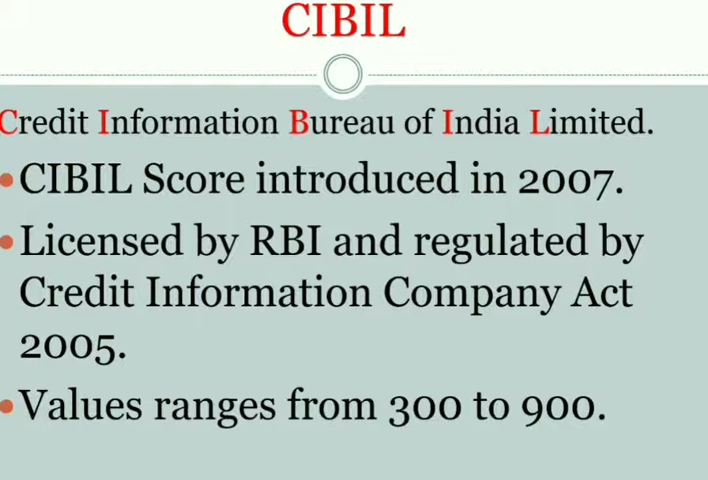 CIBIL
Credit Information Bureau of India Limited.
•CIBIL Score introduced in 2007.
•Licensed by RBI and regulated by
Credit Information Company Act
2005.
•Values ranges from 300 to 900.